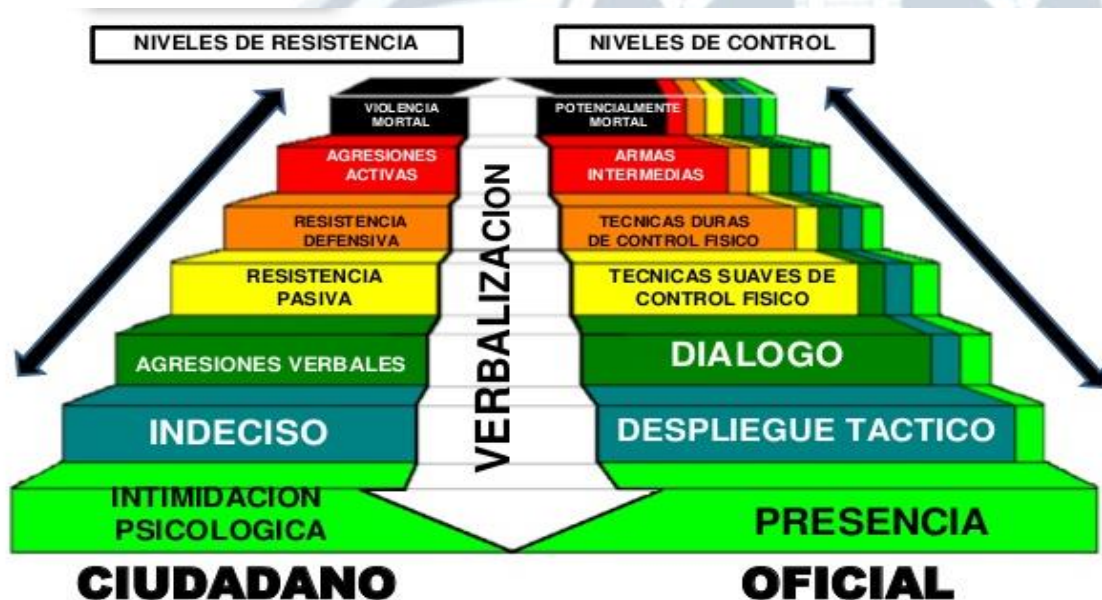 NIVELES DE RESISTENCIA
NIVELES DE CONTROL
VIOLENCIA
MORTAL
POTENCIALMENTE
MORTAL
AGRESIONES
ACTIVAS
ARMAS
INTERMEDIAS
RESISTENCIA
DEFENSIVA
TECNICAS DURAS
DE CONTROL FISICO
RESISTENCIA
PASIVA
TECNICAS SUAVES DE
CONTROL FISICO
VERBALIZACION
AGRESIONES VERBALES
DIALOGO
INDECISO
DESPLIEGUE TACTICO
INTIMIDACION
PSICOLOGICA
PRESENCIA
CIUDADANO
OFICIAL